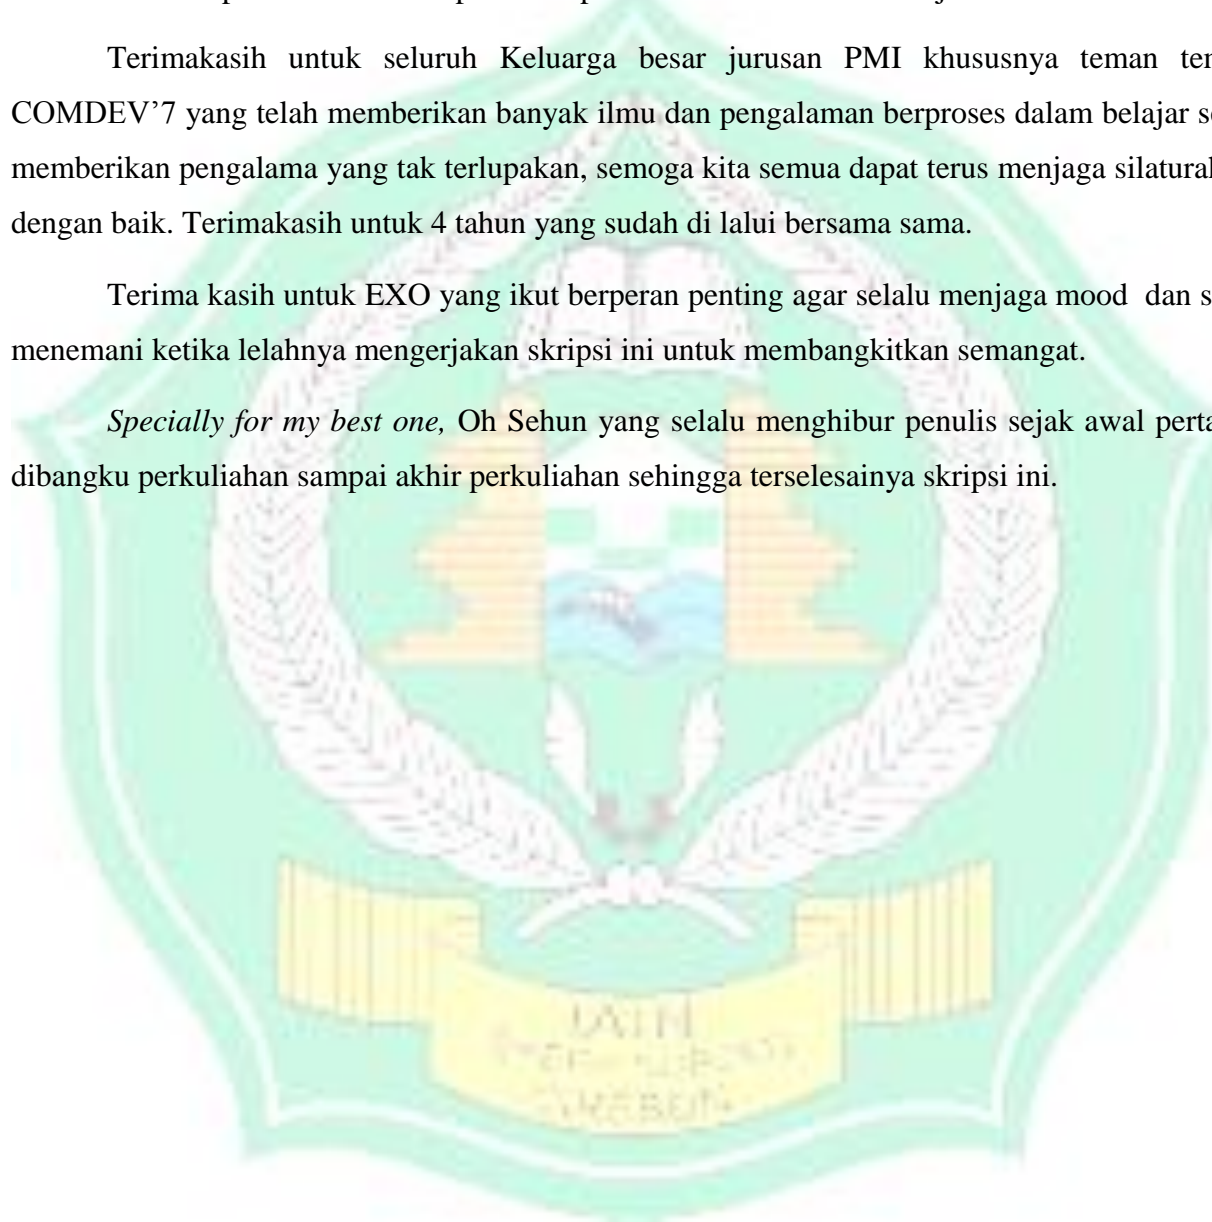 Terimakasih untuk seluruh Keluarga besar jurusan PMI khususnya teman
COMDEV’7 yang telah memberikan banyak ilmu dan pengalaman berproses dalam belajar
memberikan pengalama yang tak terlupakan, semoga kita semua dapat terus menjaga
dengan baik. Terimakasih untuk 4 tahun yang sudah di lalui bersama sama.
Terima kasih untuk EXO yang ikut berperan penting agar selalu menjaga mood dan
menemani ketika lelahnya mengerjakan skripsi ini untuk membangkitkan semangat.
Specially for my best one, Oh Sehun yang selalu menghibur penulis sejak awal
dibangku perkuliahan sampai akhir perkuliahan sehingga terselesainya skripsi ini.
IAIN